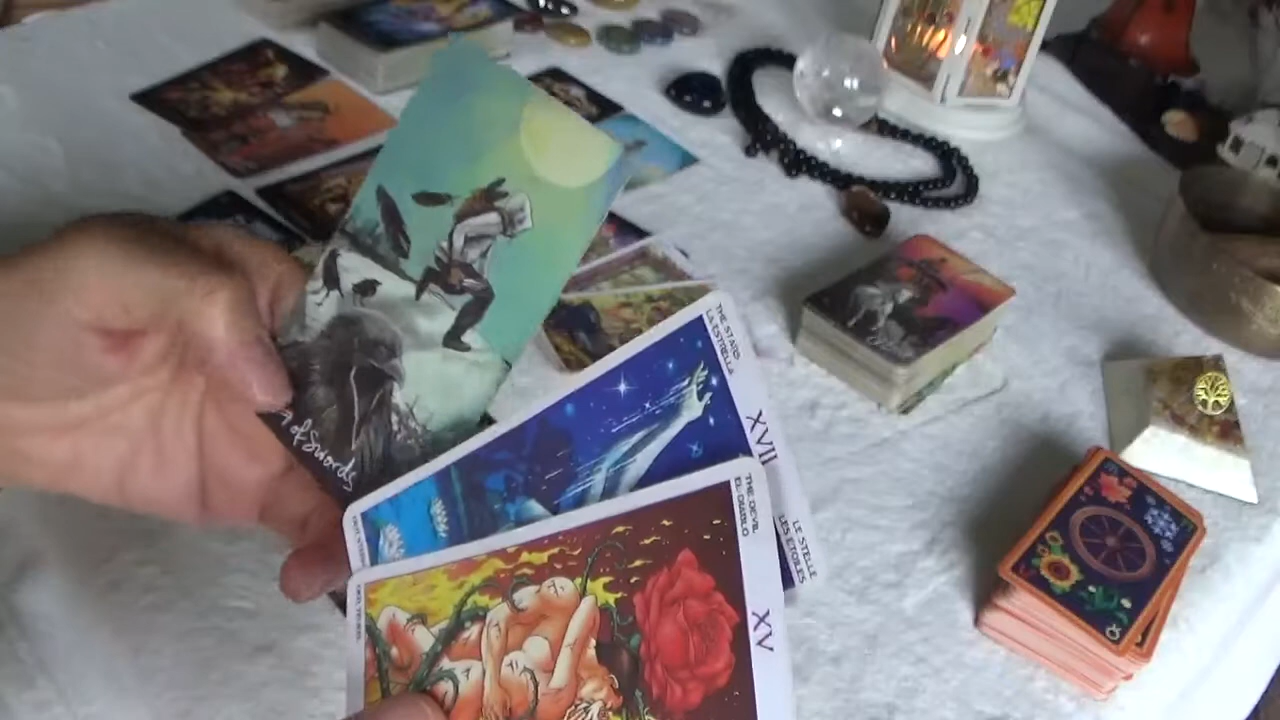 7 of Swords
THE STARS
LA ESTRELLA
XVII
LE STELLE
LES ETOILES
THE DEVIL
EL DIABLO
XV